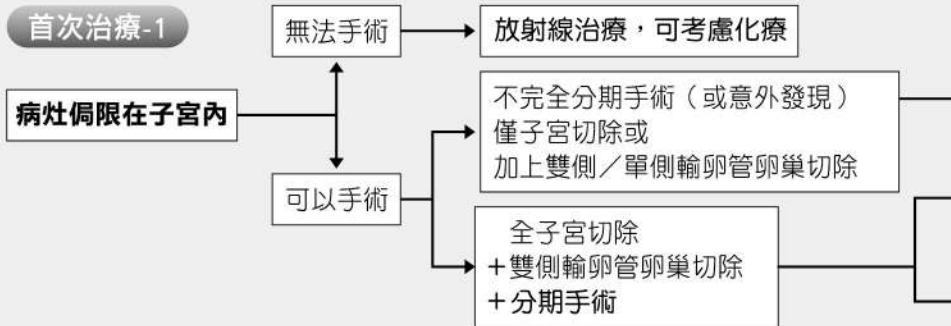 首次治療-1
無法手術
放射線治療，可考慮化療
病灶侷限在子宮內
不完全分期手術（或意外發現）
僅子宮切除或
加上雙側／單側輸卵管卵巢切除
可以手術
全子宮切除
＋雙側輸卵管卵巢切除
＋分期手術